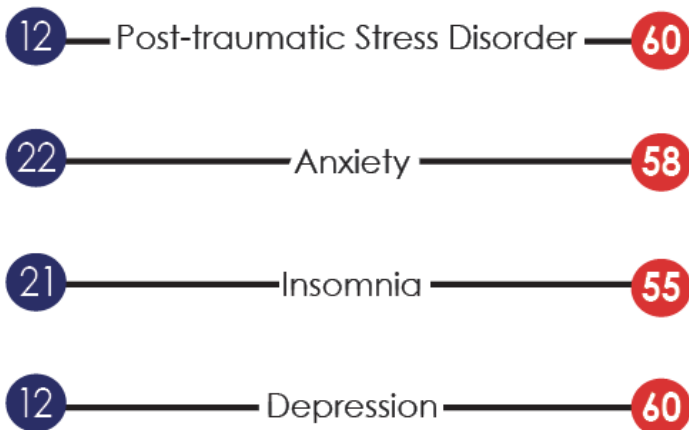 12 Post-traumatic Stress Disorder 60
22 Anxiety 58
21 Insomnia 55
12 Depression 60